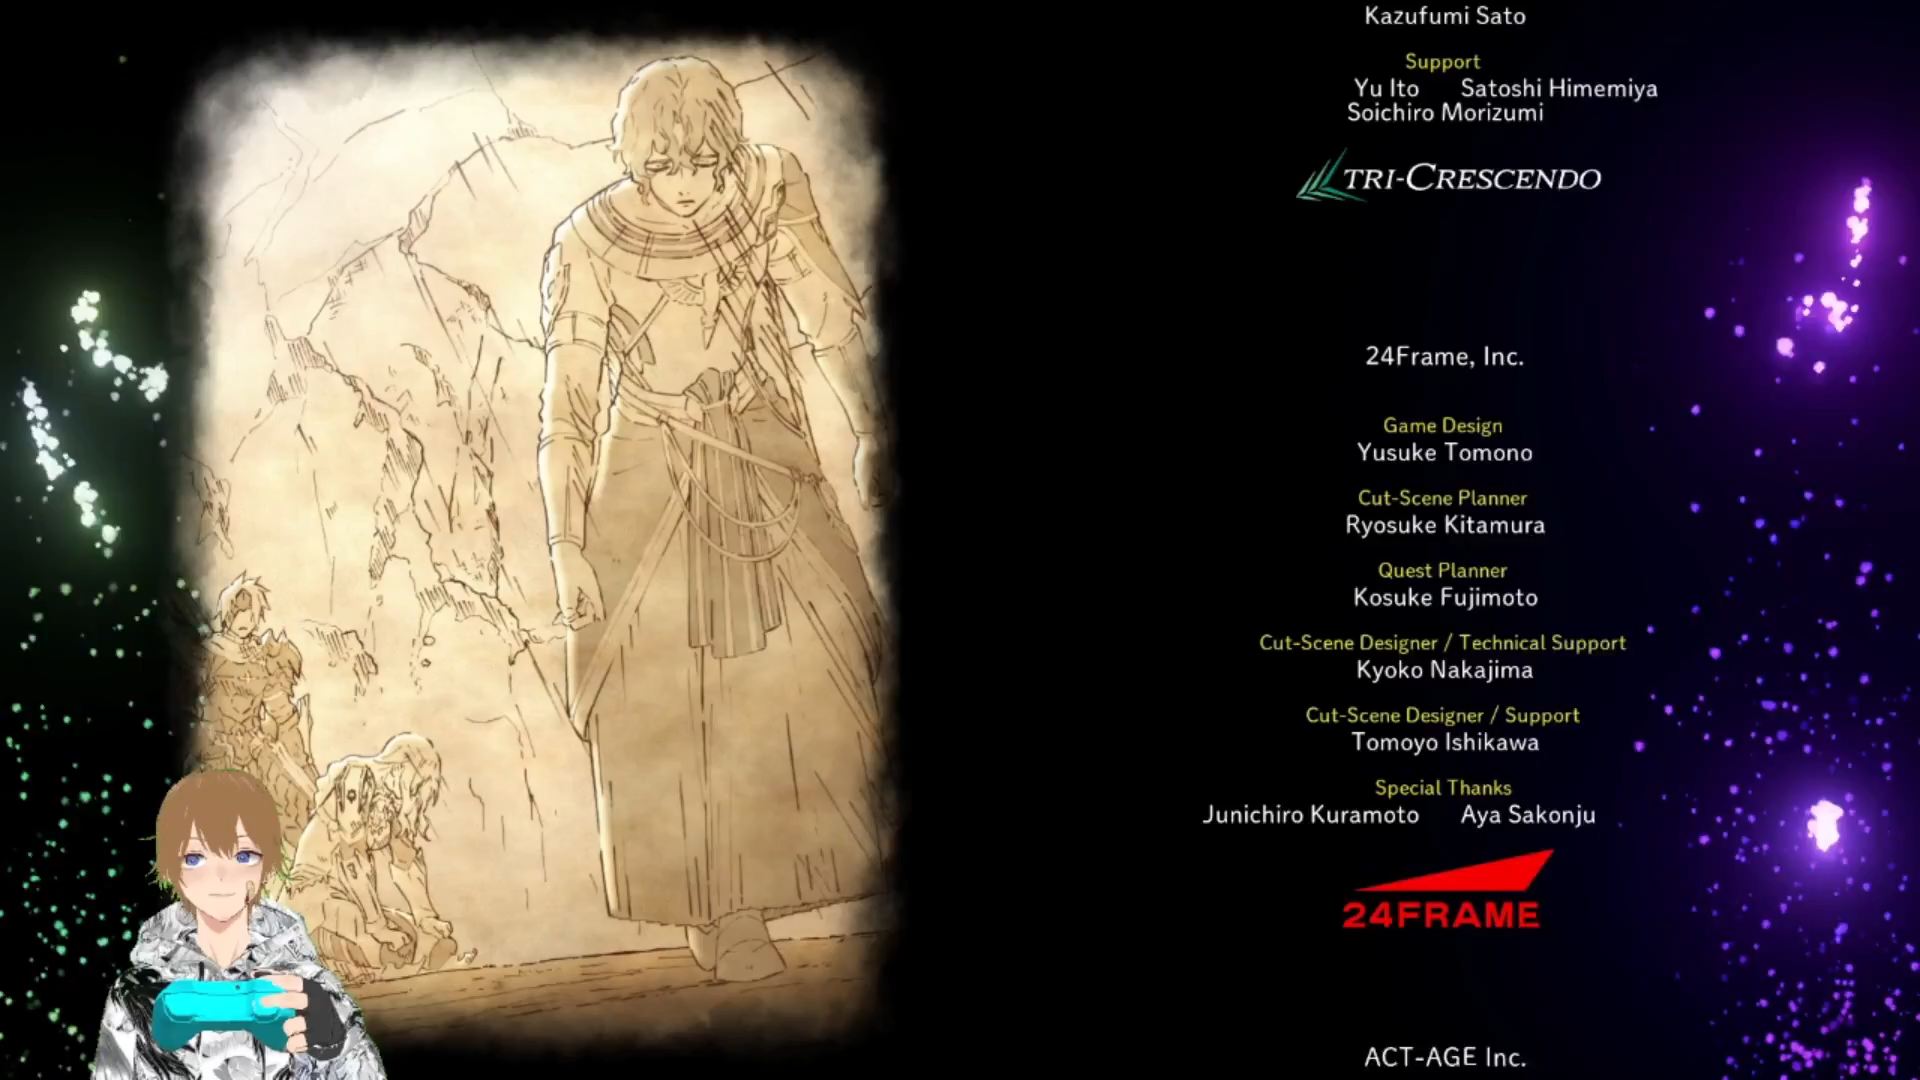 Kazufumi Sato
Support
Yu Ito Satoshi Himemiya
Soichiro Morizumi
TRI-CRESCENDO
24Frame, Inc.
Game Design
Yusuke Tomono
Cut-Scene Planner
Ryosuke Kitamura
Quest Planner
Kosuke Fujimoto
Cut-Scene Designer / Technical Support
Kyoko Nakajima
Cut-Scene Designer / Support
Tomoyo Ishikawa
Special Thanks
Junichiro Kuramoto Aya Sakonju
24FRAME
ACT-AGE Inc.